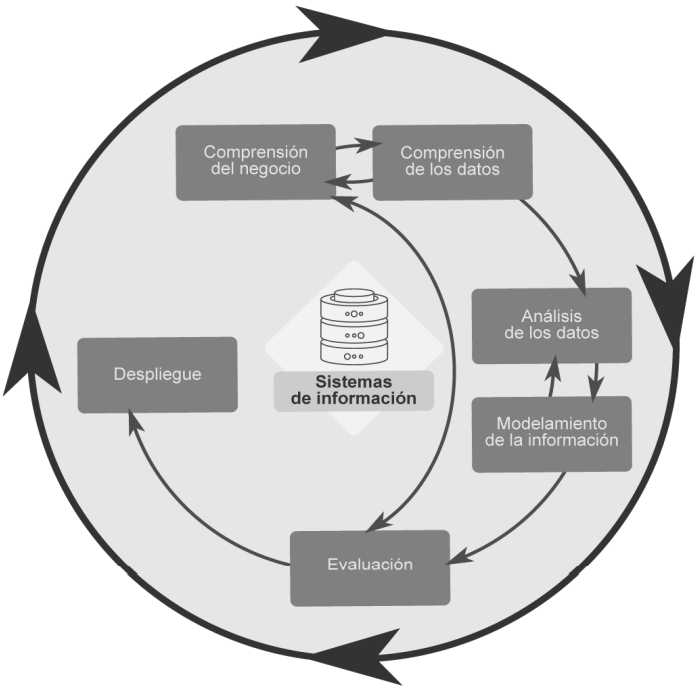 Comprensión
del negocio
Comprensión
de los datos
Análisis
de los datos
Sistemas
de información
Despliegue
Modelamiento
de la información
Evaluación